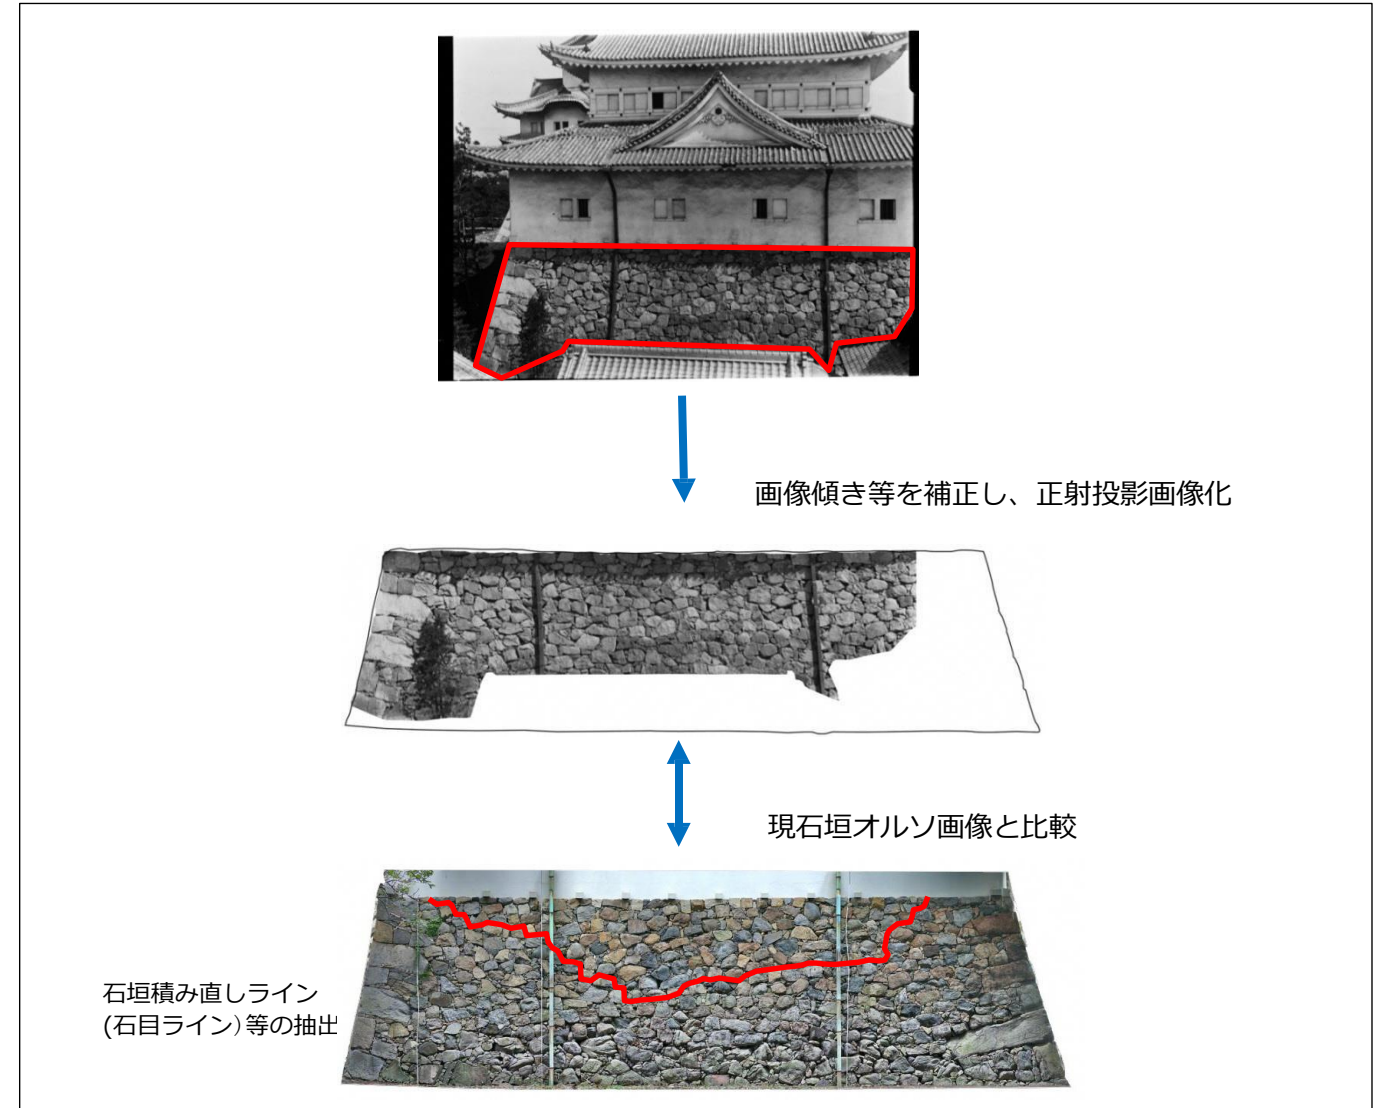 画像傾き等を補正し、正射投影画像化
現石垣オルソ画像と比較
石垣積み直しライン
(石目ライン）等の抽出